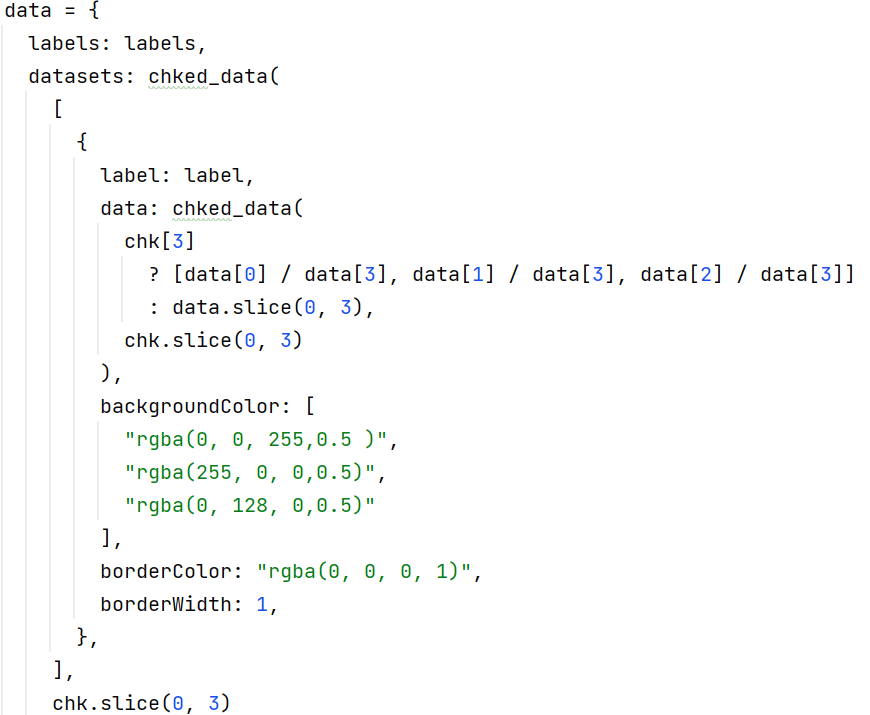 data = {
labels: labels,
datasets: chked_data(
[
{
label: label,
data: chked_data(
chk[3]
? [data[0] / data[3], data[1] / data[3], data[2] / data[3]]
: data.slice(0, 3),
chk.slice(0, 3)
),
backgroundColor: [
"rgba(0, 0, 255,0.5 )",
"rgba(255, 0, 0,0.5)",
"rgba(0, 128, 0,0.5)"
],
borderColor: "rgba(0, 0, 0, 1)",
borderWidth: 1,
},
],
chk.slice(0, 3)